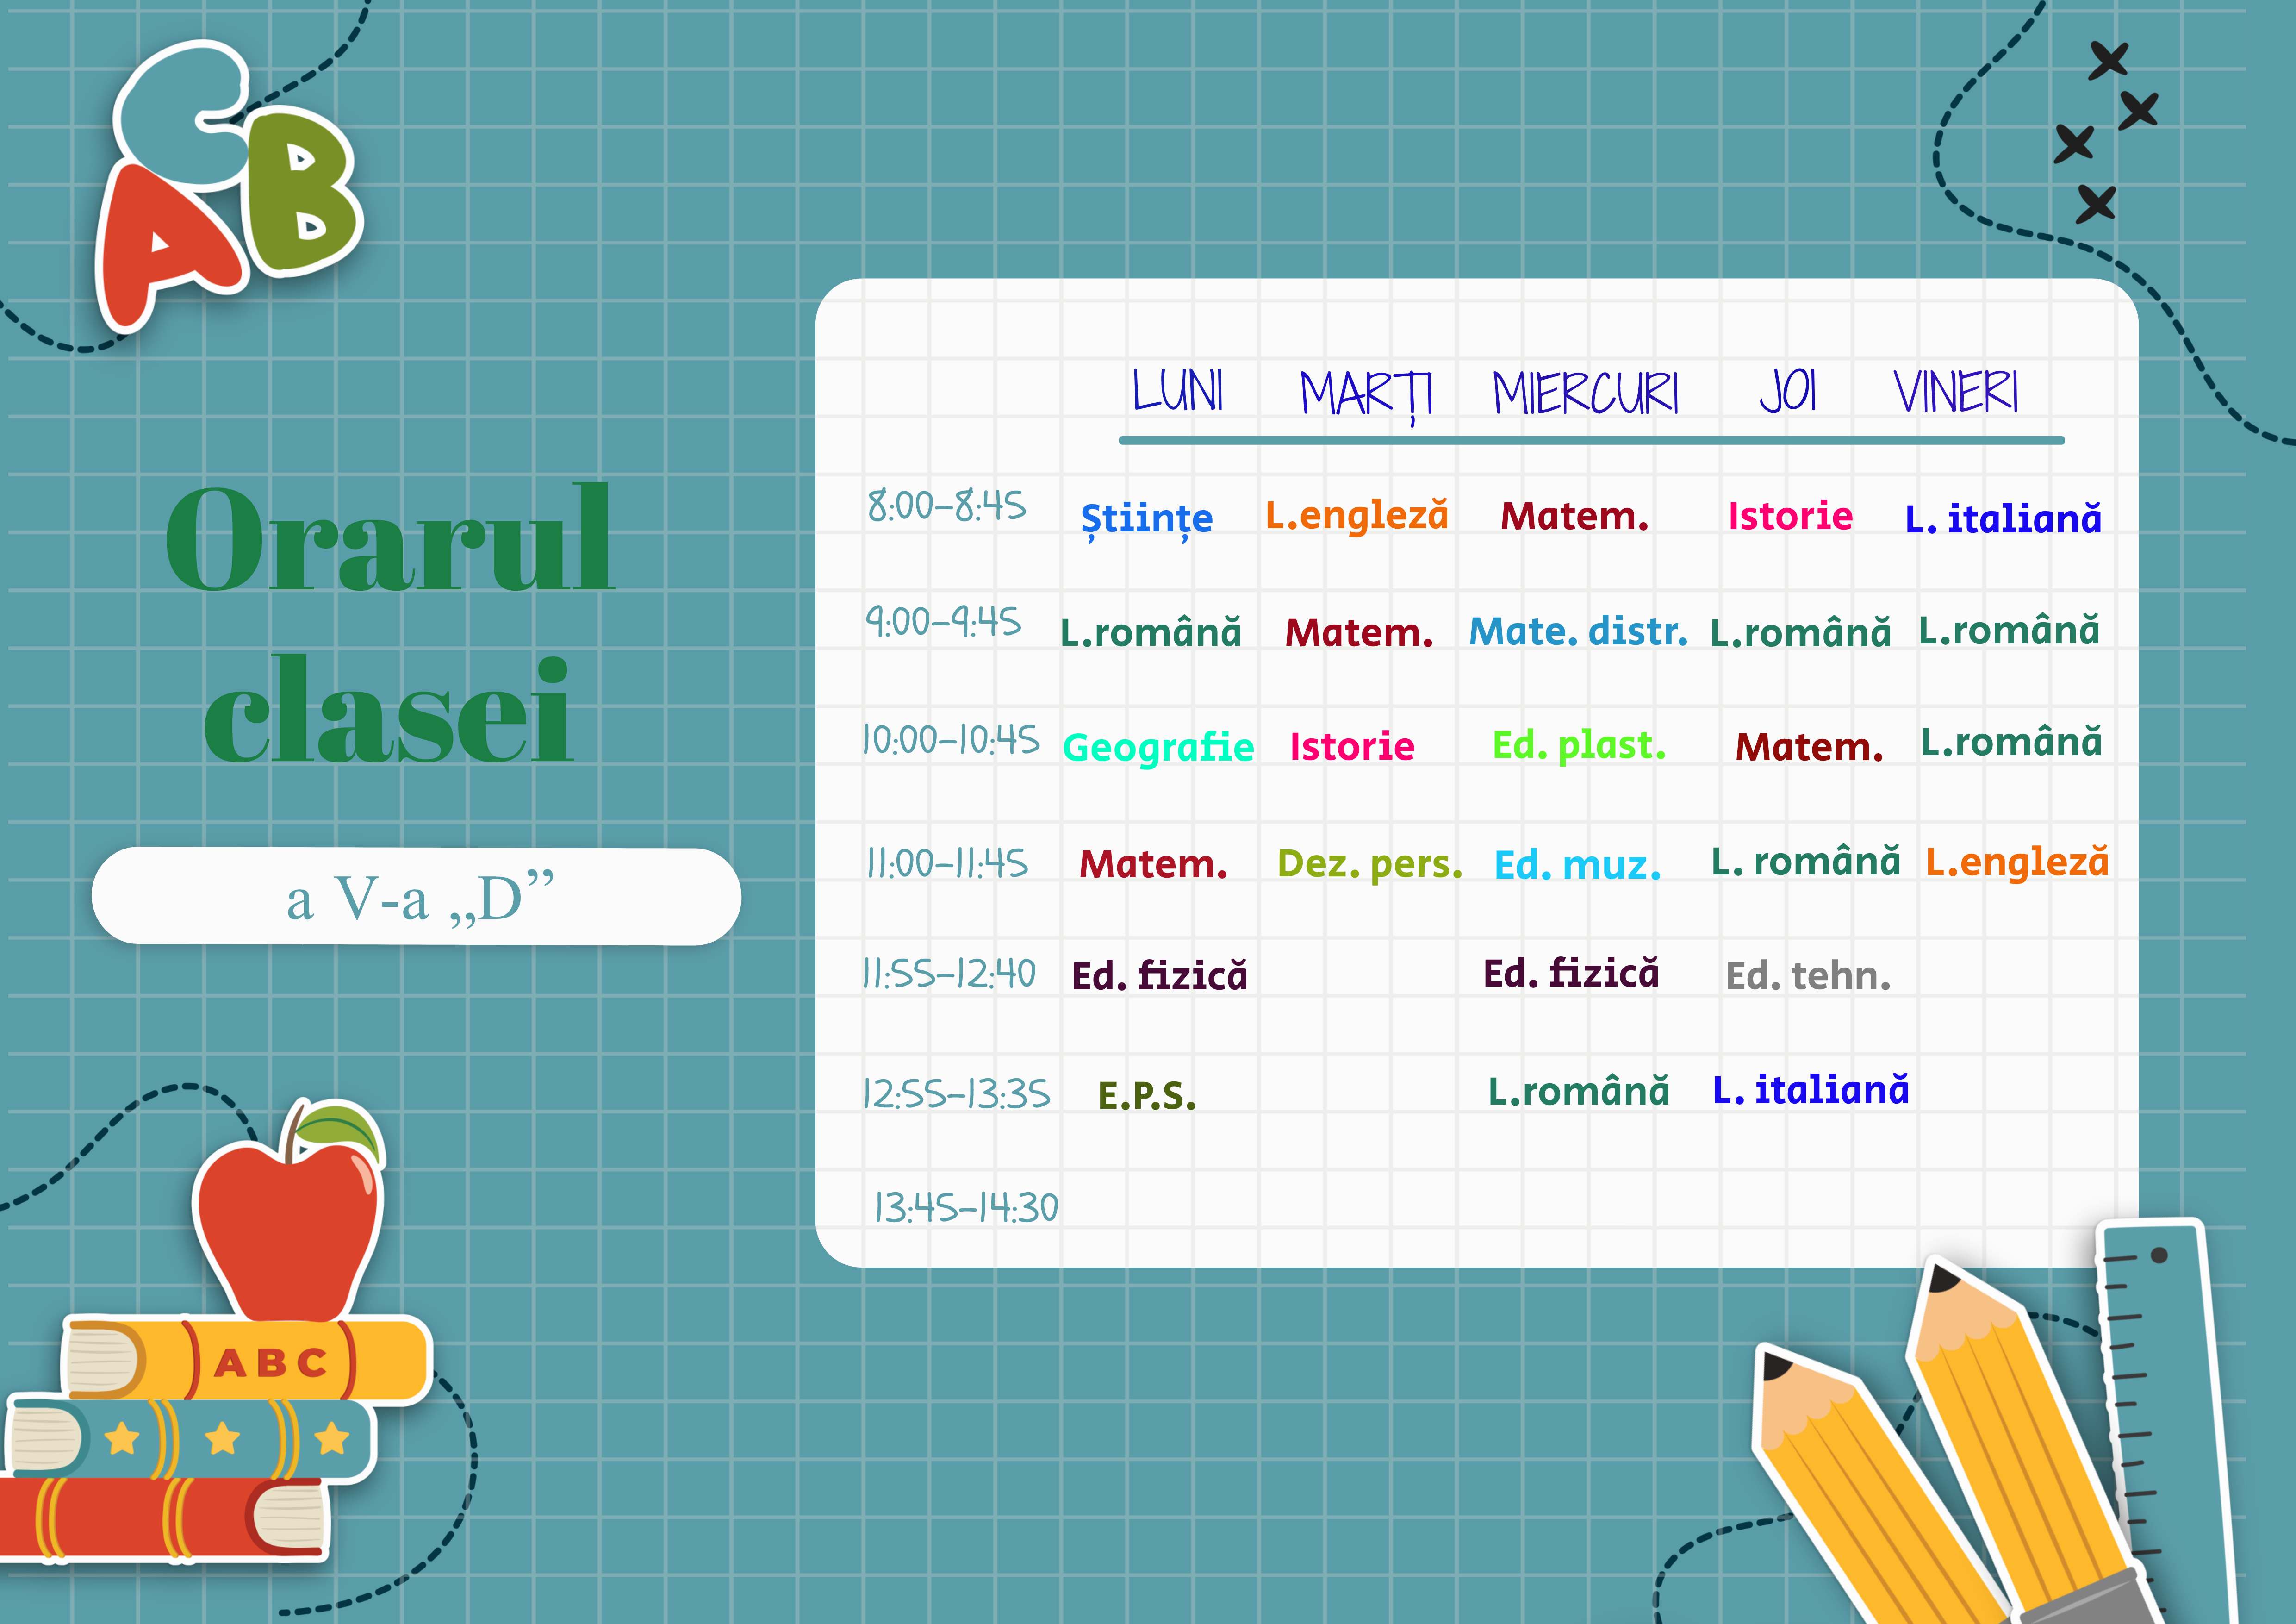 C
A B
Orarul
clasei
a V-a „D”
LUNI MARȚI MIERCURI JOI VINERI
8:00-8:45 Științe L.engleză Matem. Istorie L. italiană
9:00-9:45 L.română Matem. Mate. distr. L.română L.română
10:00-10:45 Geografie Istorie Ed. plast. Matem. L.română
11:00-11:45 Matem. Dez. pers. Ed. muz. L. română L.engleză
11:55-12:40 Ed. fizică Ed. fizică Ed. tehn.
12:55-13:35 E.P.S. L.română L. italiană
13:45-14:30
ABC